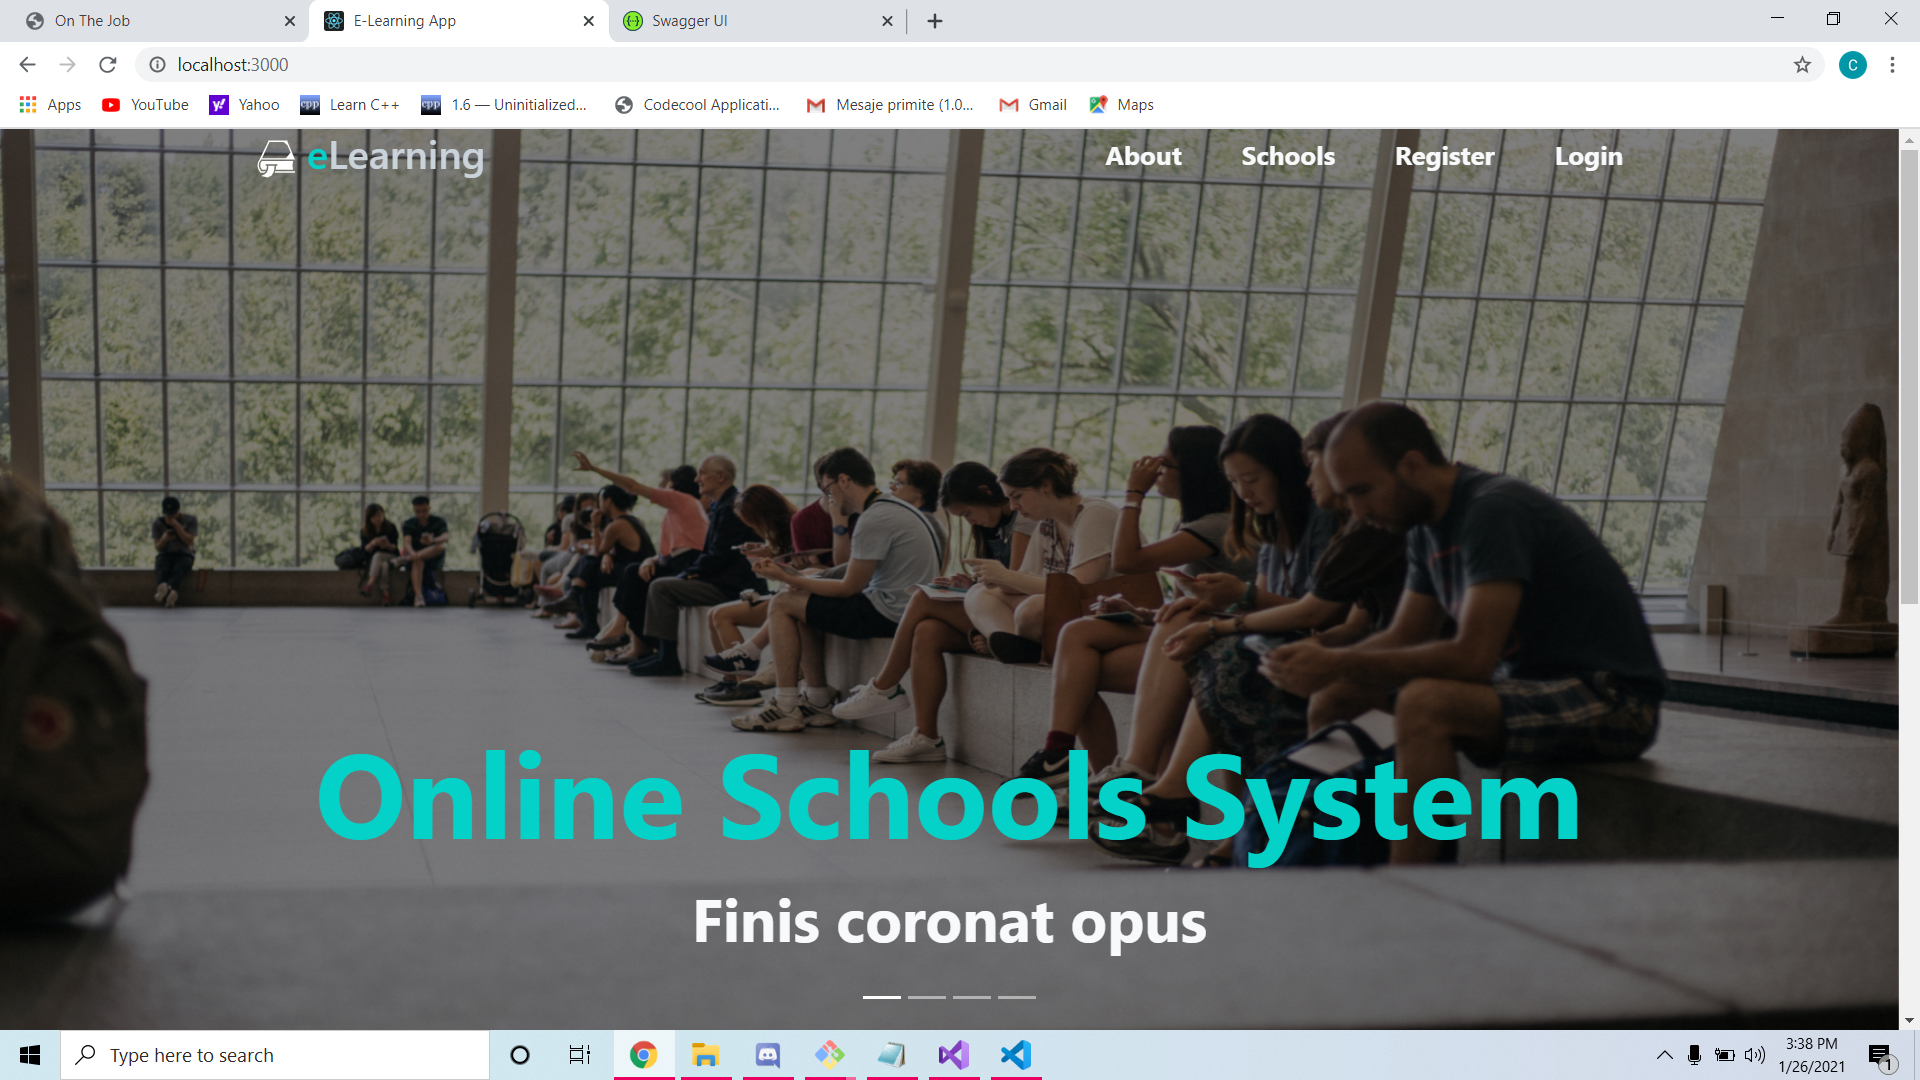 On The Job
E-Learning App
Swagger UI
localhost:3000
C
Apps
YouTube
Yahoo
Learn C++
1.6 — Uninitialized...
Codecool Applicati...
Mesaje primite (1.0...
Gmail
Maps
eLearning
About
Schools
Register
Login
Online Schools System
Finis coronat opus
Type here to search
3:38 PM
1/26/2021
1